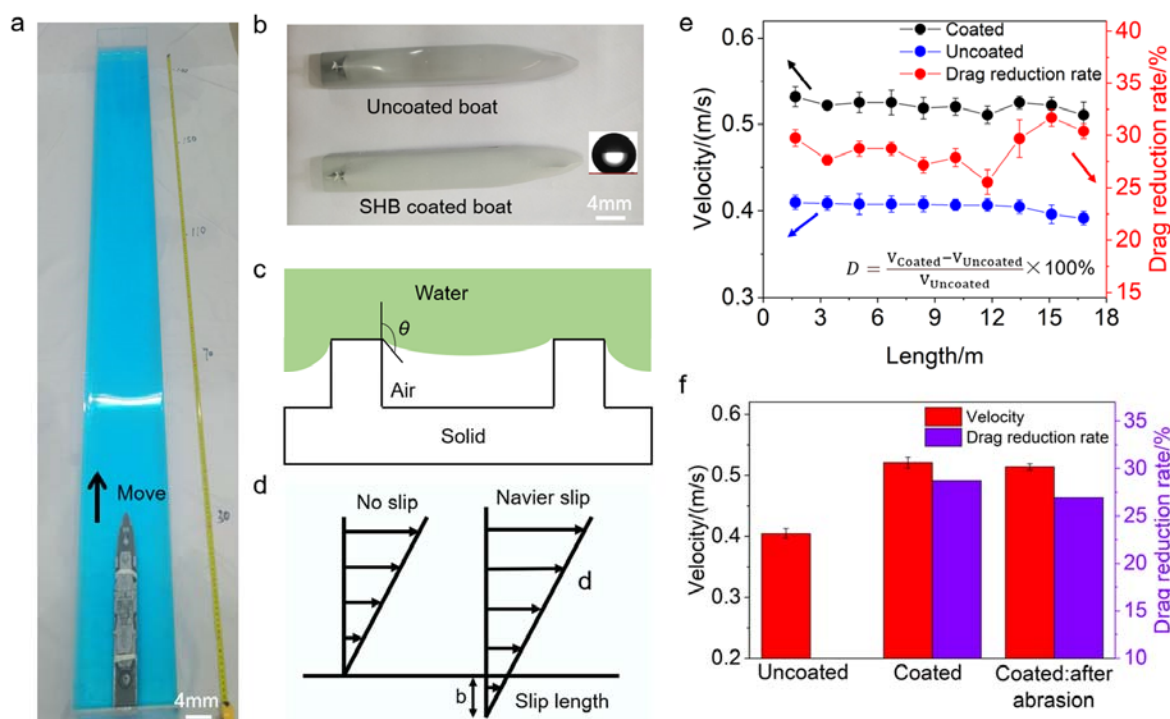 a
Move
4mm
150
110
70
30
b
Uncoated boat
SHB coated boat
4mm
c
Water
θ
Air
Solid
d
No slip
Navier slip
d
b
Slip length
e
Coated
Uncoated
Drag reduction rate
Velocity/(m/s)
0.6
0.5
0.4
0.3
0 3 6 9 12 15 18
Length/m
40
35
30
25
20
15
Drag reduction rate/%
D = (V_Coated−V_Uncoated)/V_Uncoated ×100%
f
Velocity
Drag reduction rate
Velocity/(m/s)
0.6
0.5
0.4
0.3
0.2
Uncoated Coated Coated:after
abrasion
35
30
25
20
15
10
Drag reduction rate/%